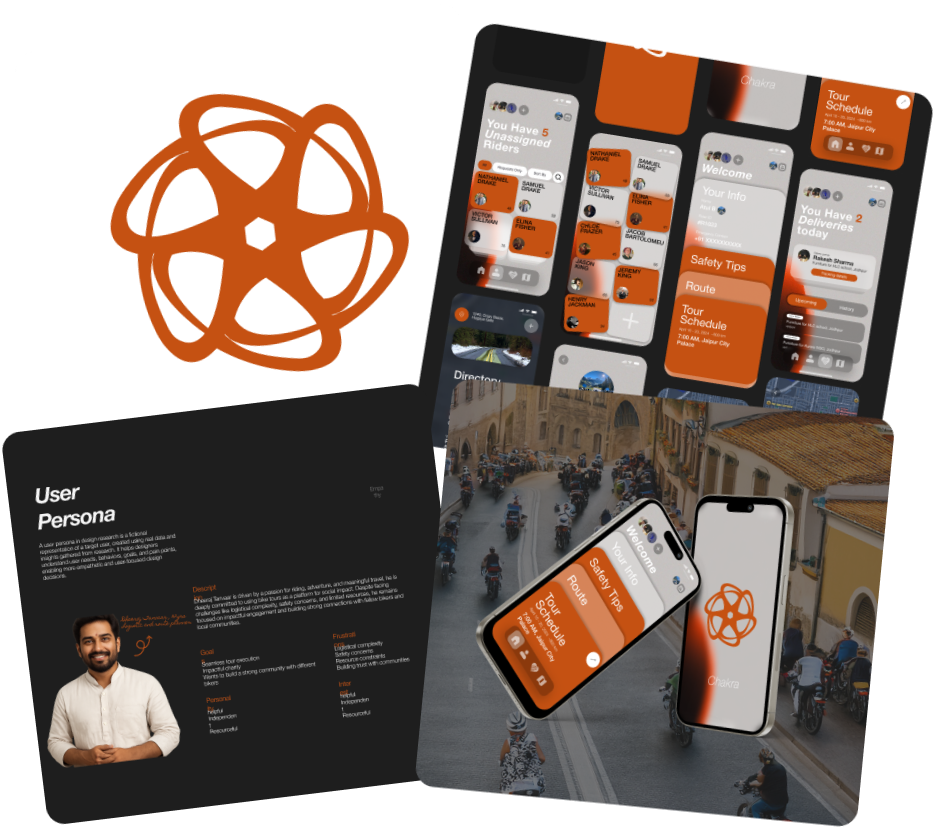 Chakra
Tour
Schedule
7:00 AM, Jaipur City
Palace
You Have 5
Unassigned
Riders
NATHANIEL
DRAKE
SAMUEL
DRAKE
VICTOR
SULLIVAN
ELINA
FISHER
NATHANIEL
DRAKE
SAMUEL
DRAKE
VICTOR
SULLIVAN
ELINA
FISHER
CHLOE
FRAZER
JACOB
BARTOLOMEU
JASON
KING
JEREMY
KING
HENRY
JACKMAN
Welcome
Your Info
Safety Tips
Route
Tour
Schedule
7:00 AM, Jaipur City
Palace
You Have 2
Deliveries
today
Rakesh Sharma
Upcoming
History
Directory
User
Persona
A user persona in design research is a fictional
representation of a target user, created using real data and
insights gathered from research. It helps designers
understand user needs, behaviors, goals, and pain points,
enabling more empathetic and user-focused design
decisions.
Descript
Dheeraj Tanwar is driven by a passion for riding, adventure, and meaningful travel, he is
deeply committed to using bike tours as a platform for social impact. Despite facing
challenges like logistical complexity, safety concerns, and limited resources, he remains
focused on impactful engagement and building strong connections with fellow bikers and
local communities.
Goal
Seamless tour execution
Impactful charity
Wants to build a strong community with different
bikers
Frustrati
Logistical complexity
Safety concerns
Resource constraints
Building trust with communities
Personal
helpful
Independen
t
Resourceful
Inter
helpful
Independen
t
Resourceful
Welcome
Your Info
Safety Tips
Route
Tour
Schedule
7:00 AM, Jaipur City
Palace
Chakra